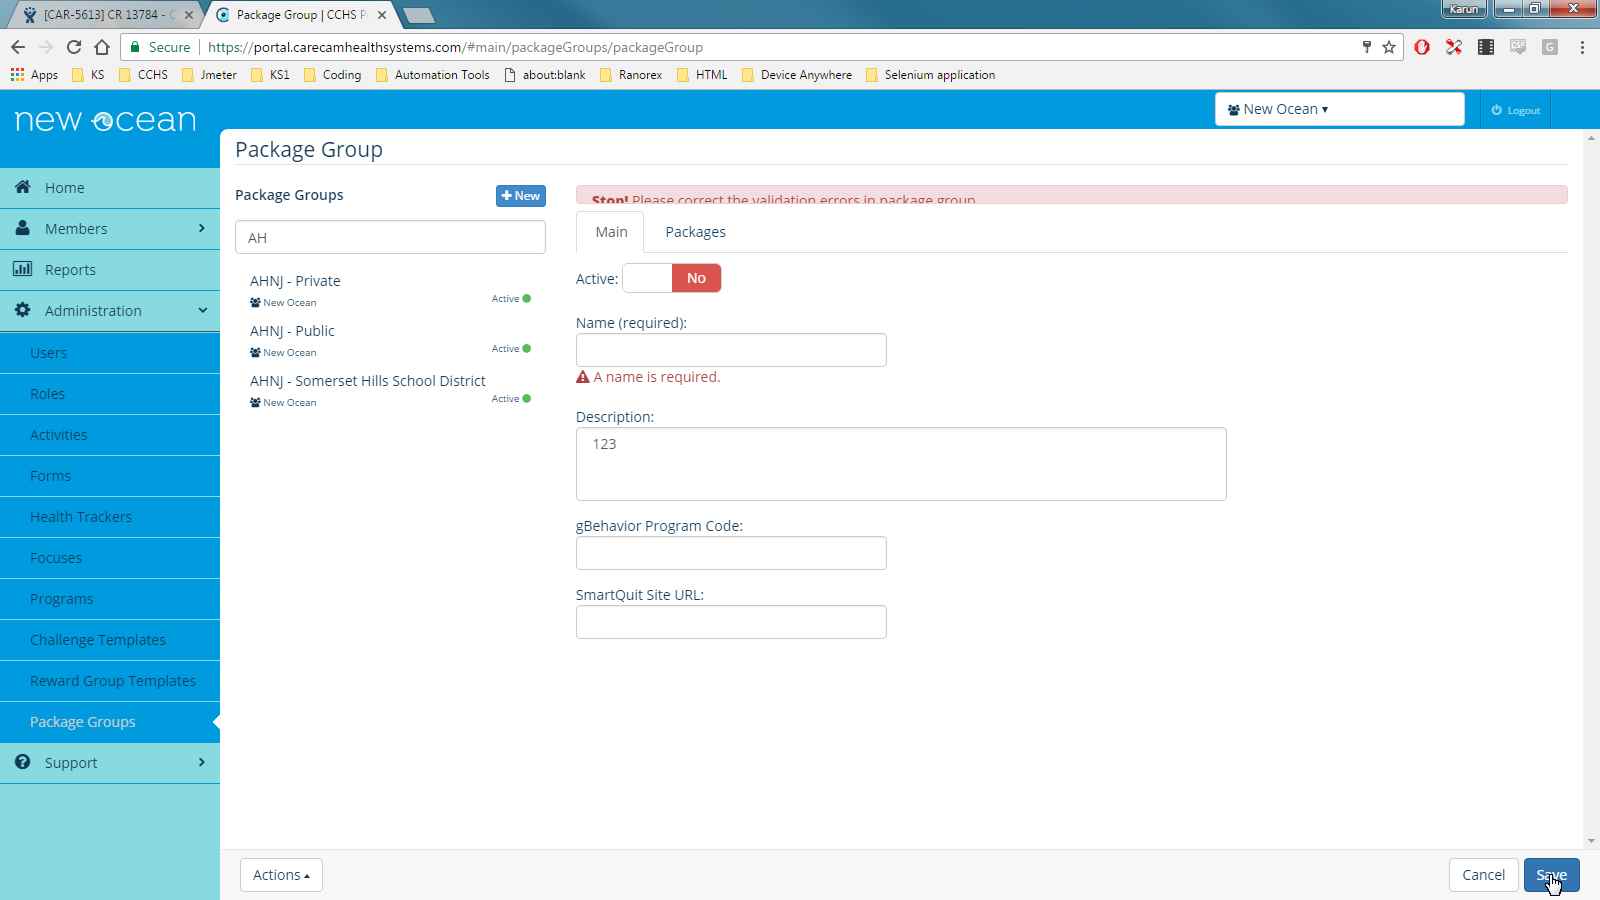 [CAR-5613] CR 13784 - C
Package Group | CCHS P
Karun
Secure
https://portal.carecamhealthsystems.com/#main/packageGroups/packageGroup
Apps KS CCHS Jmeter KS1 Coding Automation Tools about:blank Ranorex HTML Device Anywhere Selenium application
new ocean
New Ocean
Logout
Home
Members
Reports
Administration
Users
Roles
Activities
Forms
Health Trackers
Focuses
Programs
Challenge Templates
Reward Group Templates
Package Groups
Support
Package Group
Package Groups
New
AH
AHNJ - Private
New Ocean
Active
AHNJ - Public
New Ocean
Active
AHNJ - Somerset Hills School District
New Ocean
Active
Stop! Please correct the validation errors in package group
Main
Packages
Active:
No
Name (required):
A name is required.
Description:
123
gBehavior Program Code:
SmartQuit Site URL:
Actions
Cancel
Save